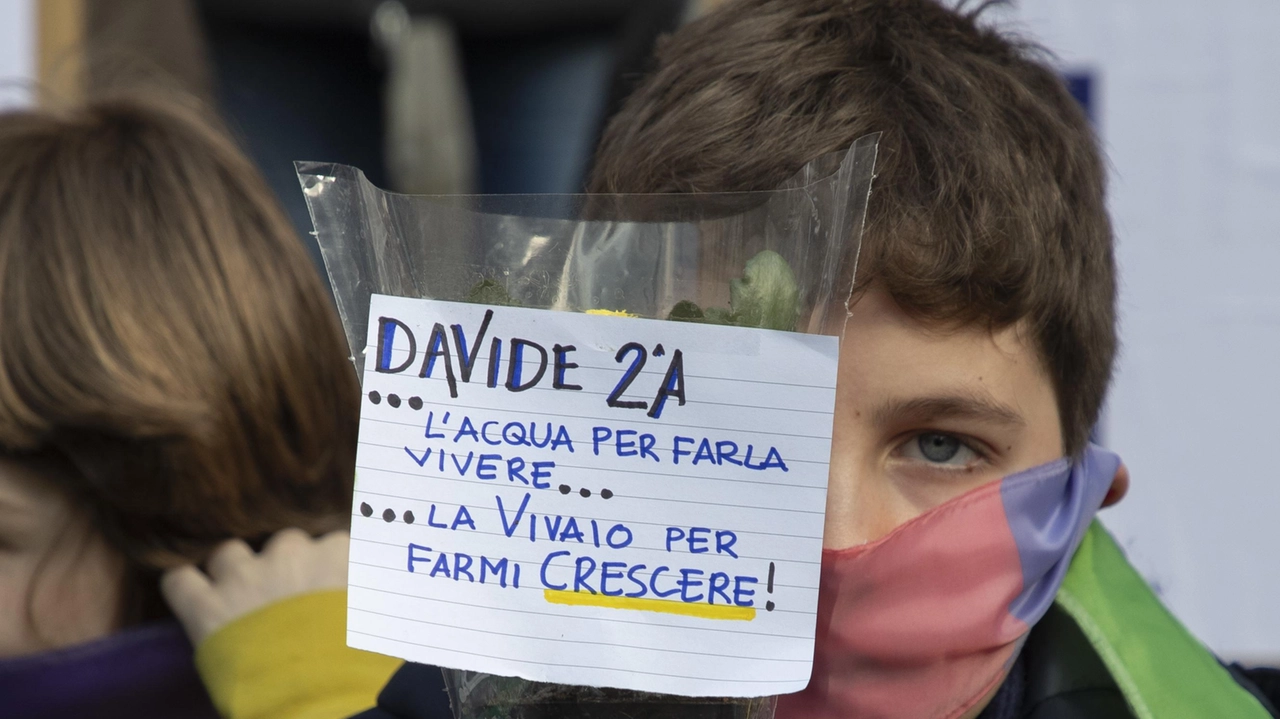 DAVIDE 2ªA
... L'ACQUA PER FARLA
VIVERE...
... LA VIVAIO PER
FARMI CRESCERE!